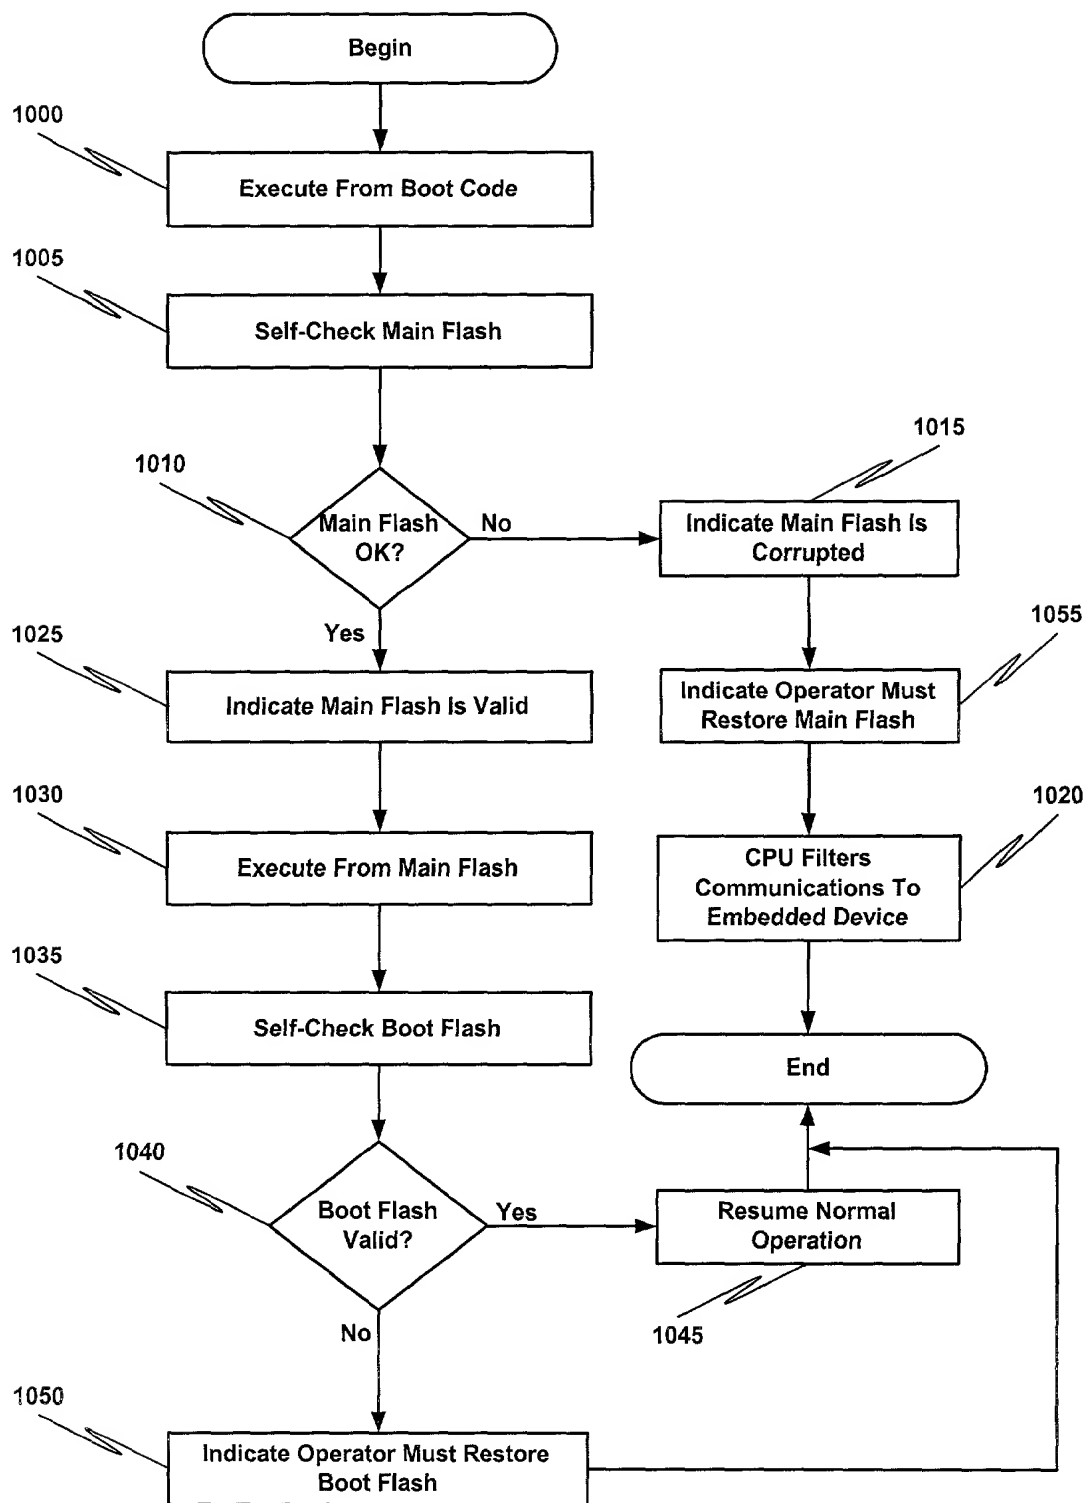 Begin
1000
Execute From Boot Code
1005
Self-Check Main Flash
1010
Main Flash
OK?
No
Yes
1015
Indicate Main Flash Is
Corrupted
1025
Indicate Main Flash Is Valid
1055
Indicate Operator Must
Restore Main Flash
1030
Execute From Main Flash
1020
CPU Filters
Communications To
Embedded Device
1035
Self-Check Boot Flash
End
1040
Boot Flash
Valid?
Yes
No
Resume Normal
Operation
1045
1050
Indicate Operator Must Restore
Boot Flash